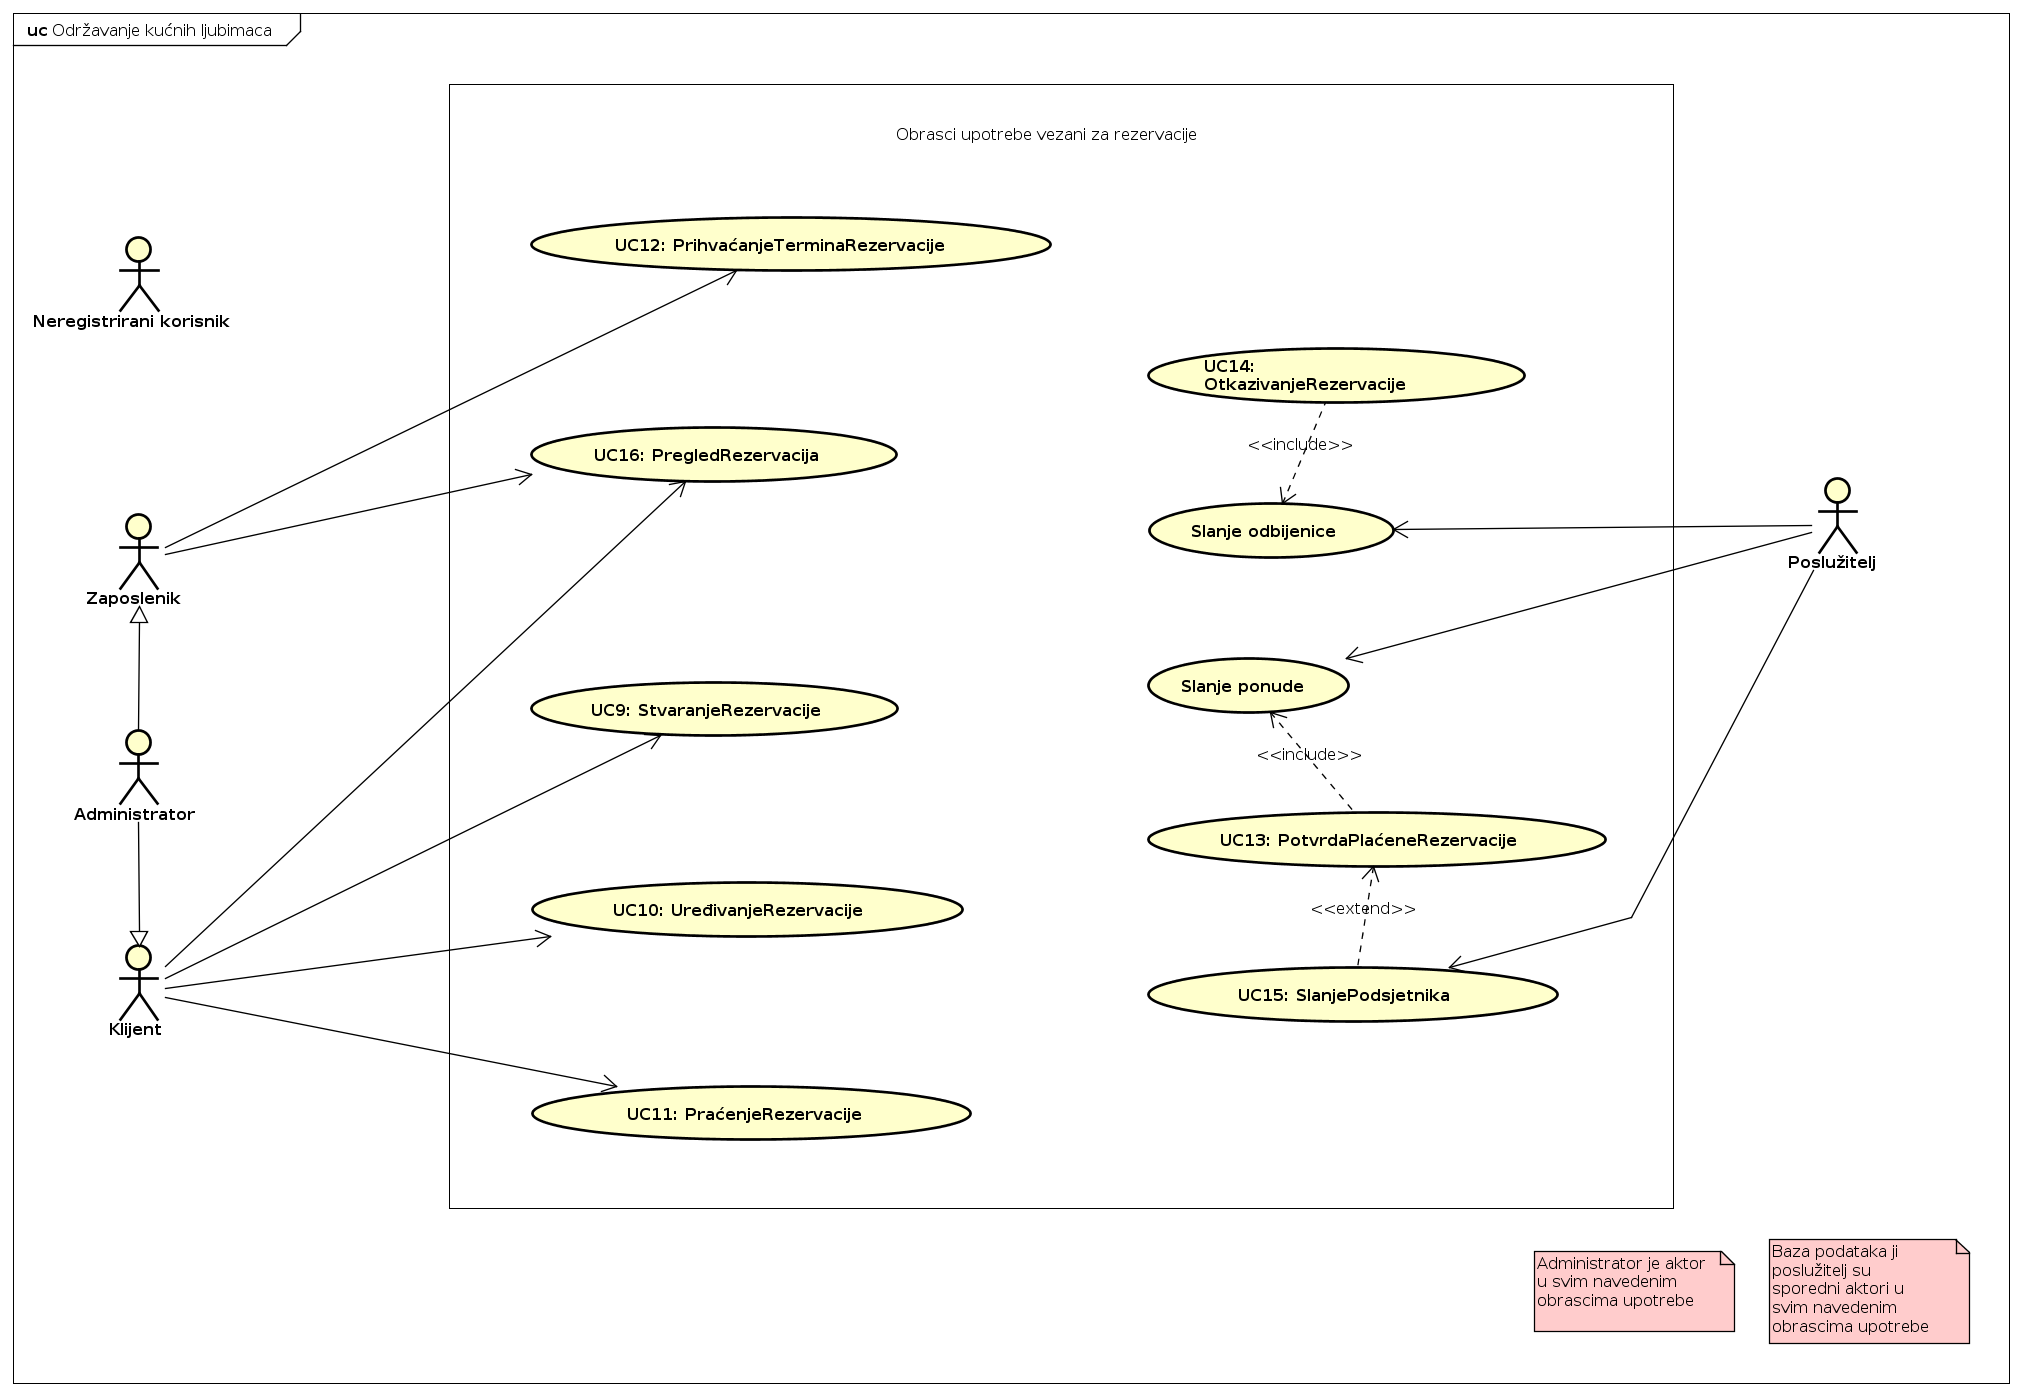 uc Održavanje kućnih ljubimaca
Obrasci upotrebe vezani za rezervacije
UC12: PrihvaćanjeTerminaRezervacije
Neregistrirani korisnik
UC14:
OtkazivanjeRezervacije
<<include>>
UC16: PregledRezervacija
Slanje odbijenice
Poslužitelj
Zaposlenik
Slanje ponude
UC9: StvaranjeRezervacije
<<include>>
Administrator
UC13: PotvrdaPlaćeneRezervacije
<<extend>>
UC10: UređivanjeRezervacije
UC15: SlanjePodsjetnika
Klijent
UC11: PraćenjeRezervacije
Administrator je aktor
u svim navedenim
obrascima upotrebe
Baza podataka ji
poslužitelj su
sporedni aktori u
svim navedenim
obrascima upotrebe